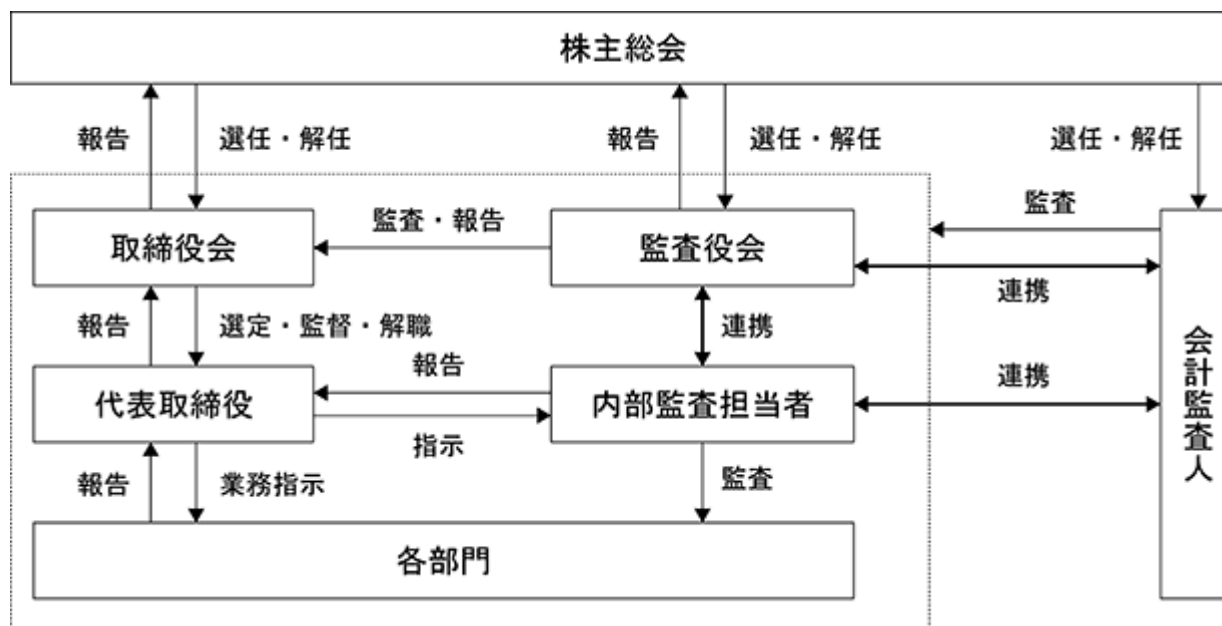 株主総会
報告
選任・解任
報告
選任・解任
選任・解任
取締役会
監査・報告
監査役会
監査
連携
報告
選定・監督・解職
連携
代表取締役
報告
指示
内部監査担当者
連携
会計監査人
報告
業務指示
監査
各部門